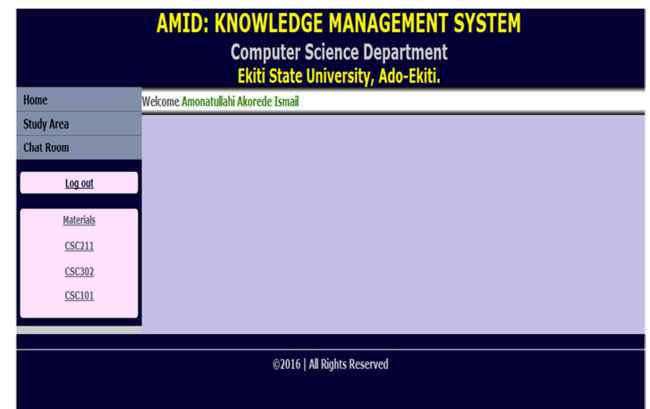 AMID: KNOWLEDGE MANAGEMENT SYSTEM
Computer Science Department
Ekiti State University, Ado-Ekiti.
Home
Welcome Amonatullahi Akorede Ismail
Study Area
Chat Room
Log out
Materials
CSC211
CSC302
CSC101
©2016 | All Rights Reserved